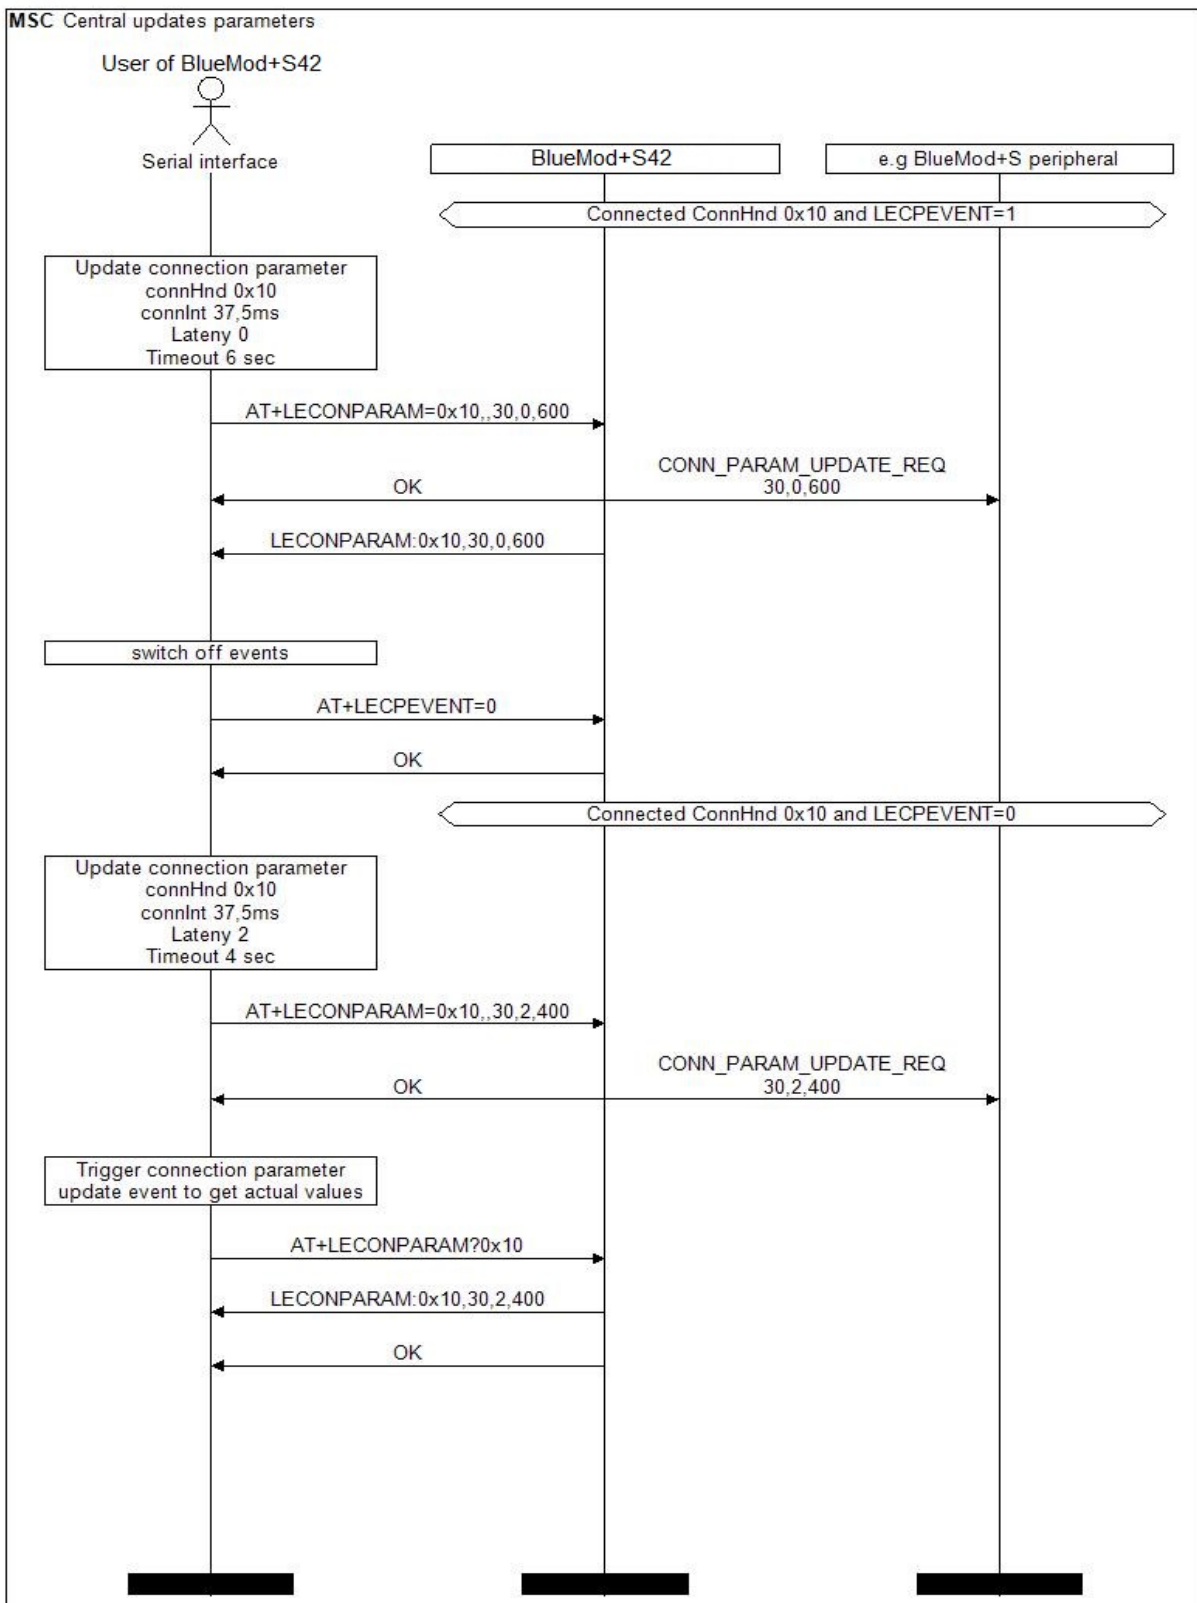 MSC Central updates parameters
User of BlueMod+S42
Serial interface
BlueMod+S42
e.g BlueMod+S peripheral
Connected ConnHnd 0x10 and LECPEVENT=1
Update connection parameter
connHnd 0x10
connInt 37,5ms
Lateny 0
Timeout 6 sec
AT+LECONPARAM=0x10,,30,0,600
CONN_PARAM_UPDATE_REQ
OK
30,0,600
LECONPARAM:0x10,30,0,600
switch off events
AT+LECPEVENT=0
OK
Connected ConnHnd 0x10 and LECPEVENT=0
Update connection parameter
connHnd 0x10
connInt 37,5ms
Lateny 2
Timeout 4 sec
AT+LECONPARAM=0x10,,30,2,400
CONN_PARAM_UPDATE_REQ
OK
30,2,400
Trigger connection parameter
update event to get actual values
AT+LECONPARAM?0x10
LECONPARAM:0x10,30,2,400
OK